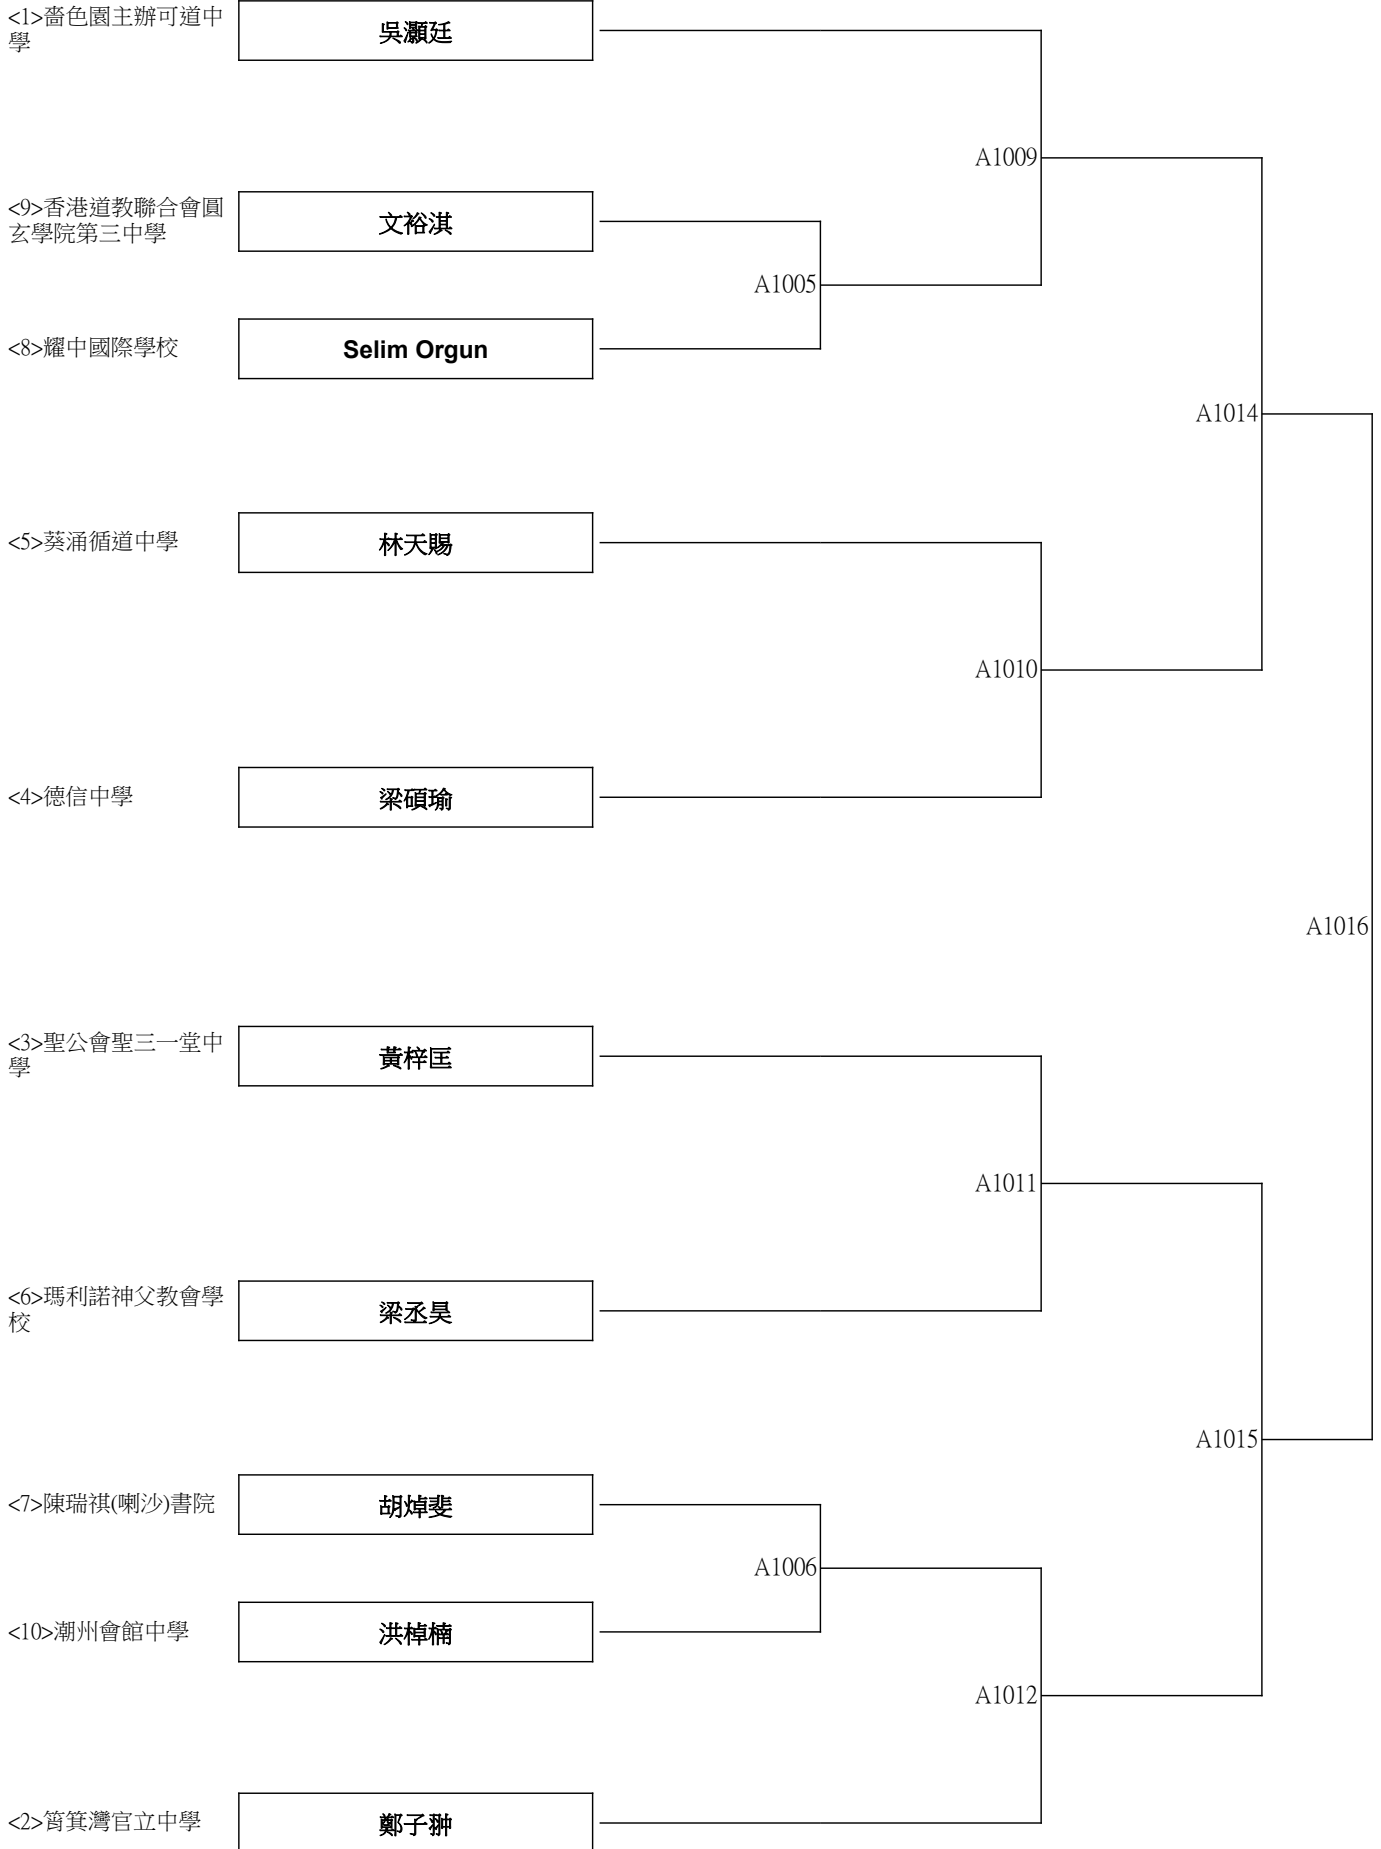 <1>嗇色園主辦可道中
學
吳灝廷
A1009
<9>香港道教聯合會圓
玄學院第三中學
文裕淇
A1005
<8>耀中國際學校
Selim Orgun
A1014
<5>葵涌循道中學
林天賜
A1010
<4>德信中學
梁碩瑜
A1016
<3>聖公會聖三一堂中
學
黃梓匡
A1011
<6>瑪利諾神父教會學
校
梁丞昊
A1015
<7>陳瑞祺(喇沙)書院
胡焯斐
A1006
<10>潮州會館中學
洪棹楠
A1012
<2>筲箕灣官立中學
鄭子翀